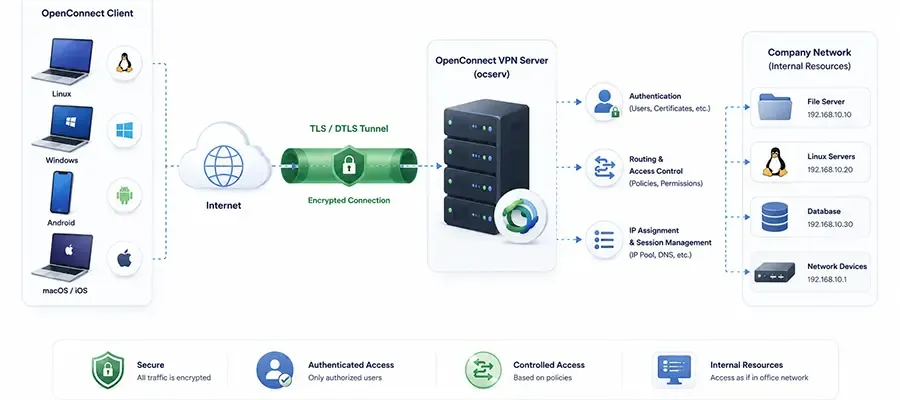 OpenConnect Client
Linux
Windows
Android
macOS / iOS
Internet
TLS / DTLS Tunnel
Encrypted Connection
OpenConnect VPN Server
(ocserv)
Authentication
(Users, Certificates, etc.)
Routing &
Access Control
(Policies, Permissions)
IP Assignment
& Session Management
(IP Pool, DNS, etc.)
Company Network
(Internal Resources)
File Server
192.168.10.10
Linux Servers
192.168.10.20
Database
192.168.10.30
Network Devices
192.168.10.1
Secure
All traffic is encrypted
Authenticated Access
Only authorized users
Controlled Access
Based on policies
Internal Resources
Access as if in office network